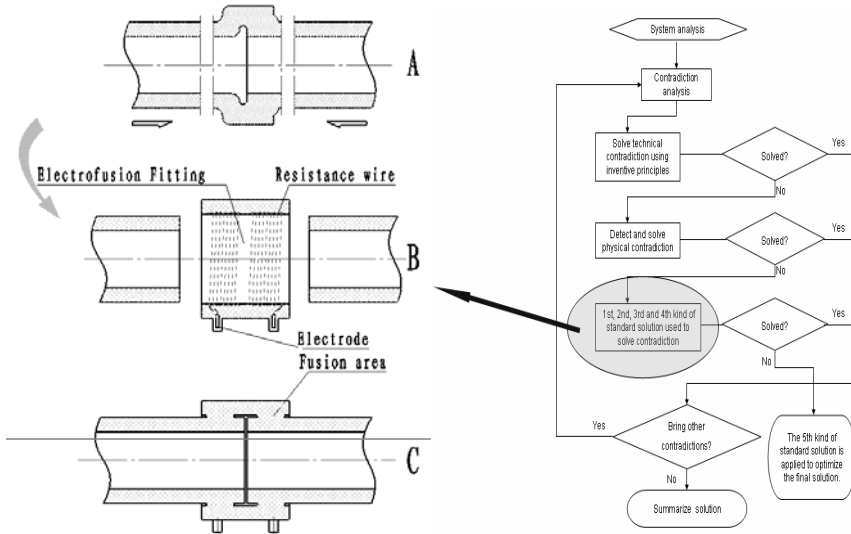 A
Electrofusion Fitting
Resistance wire
B
Electrode
Fusion area
C
System analysis
Contradiction
analysis
Solve technical
contradiction using
inventive principles
Solved?
Yes
No
Detect and solve
physical contradiction
Solved?
Yes
No
1st, 2nd, 3rd and 4th kind of
standard solution used to
solve contradiction
Solved?
Yes
No
Bring other
contradictions?
Yes
No
The 5th kind of
standard solution is
applied to optimize
the final solution.
Summarize solution